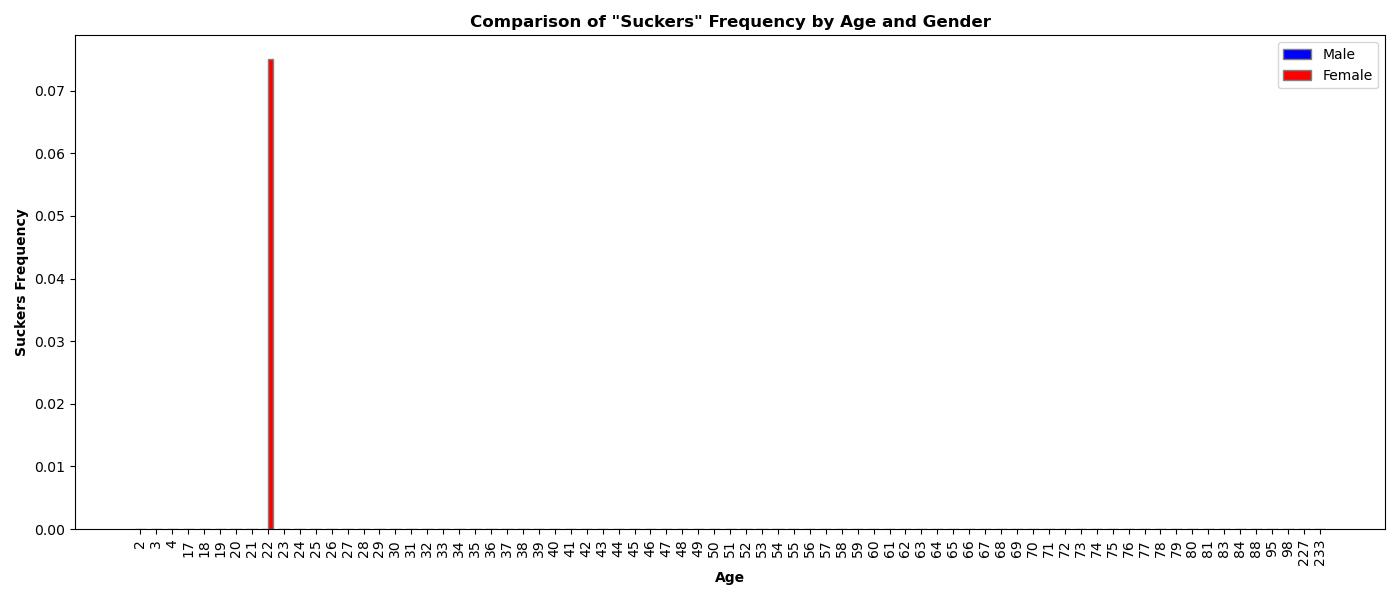 Comparison of "Suckers" Frequency by Age and Gender
Male
Female
Suckers Frequency
0.07
0.06
0.05
0.04
0.03
0.02
0.01
0.00
2 3 4 17 18 19 20 21 22 23 24 25 26 27 28 29 30 31 32 33 34 35 36 37 38 39 40 41 42 43 44 45 46 47 48 49 50 51 52 53 54 55 56 57 58 59 60 61 62 63 64 65 66 67 68 69 70 71 72 73 74 75 76 77 78 79 80 81 83 84 88 95 98 227 233
Age